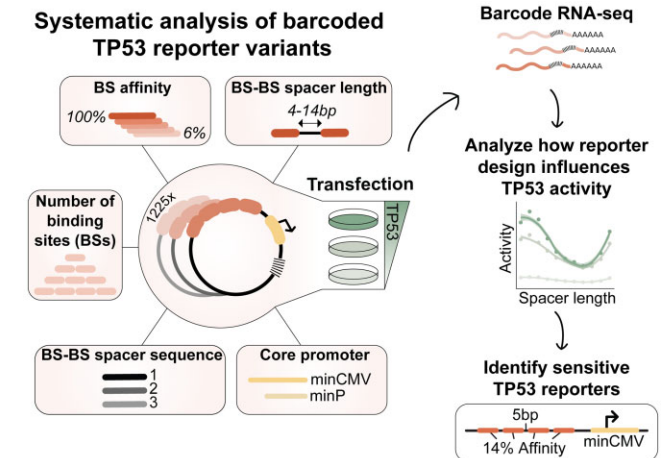 Systematic analysis of barcoded
TP53 reporter variants
BS affinity
100%
6%
BS-BS spacer length
4-14bp
Number of
binding
sites (BSs)
1225x
Transfection
TP53
BS-BS spacer sequence
1
2
3
Core promoter
minCMV
minP
Barcode RNA-seq
AAAAAA
AAAAAA
AAAAAA
Analyze how reporter
design influences
TP53 activity
Activity
Spacer length
Identify sensitive
TP53 reporters
5bp
14% Affinity
minCMV